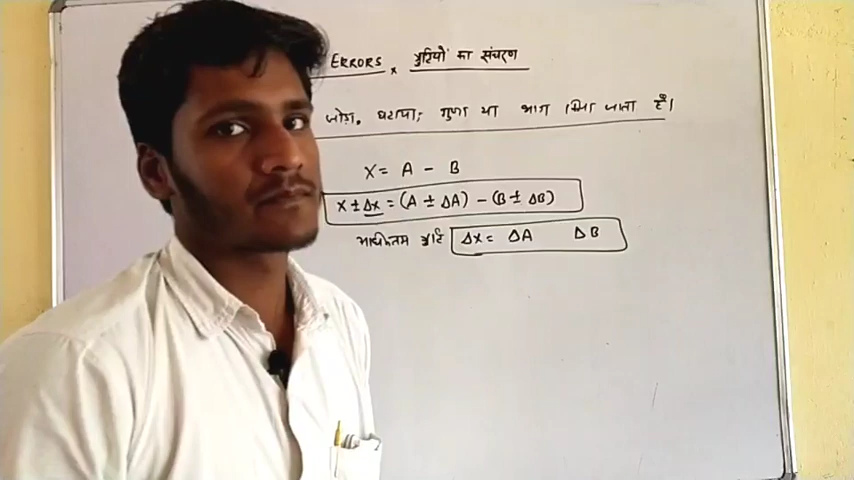 ERRORS × त्रुटियों का संचरण
जोड़, घटाना, गुणा या भाग किया जाता है।
X = A - B
X ± ΔX = (A ± ΔA) - (B ± ΔB)
अधिकतम त्रुटि ΔX = ΔA ΔB